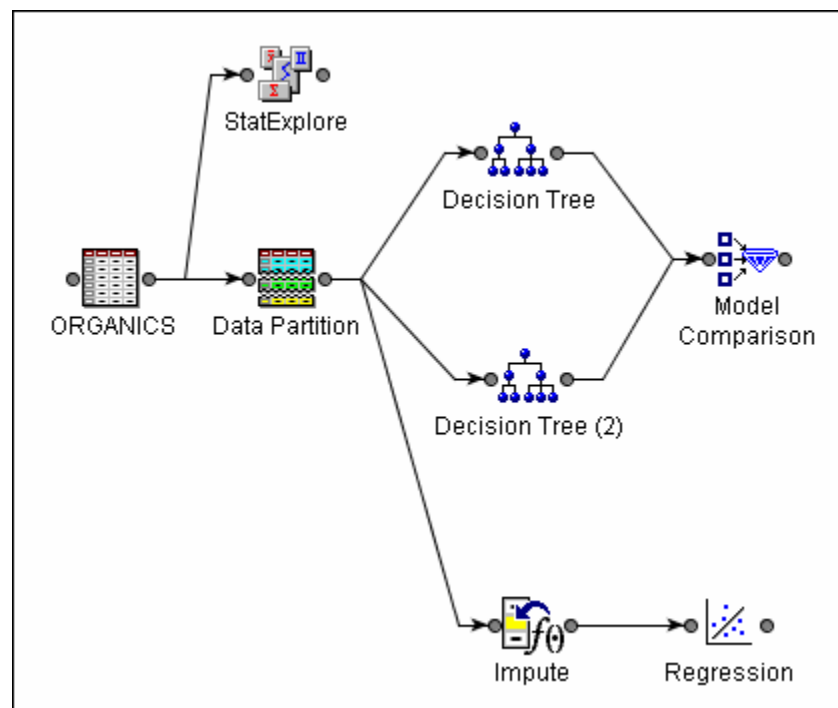 StatExplore
Decision Tree
ORGANICS
Data Partition
Model
Comparison
Decision Tree (2)
Impute
Regression